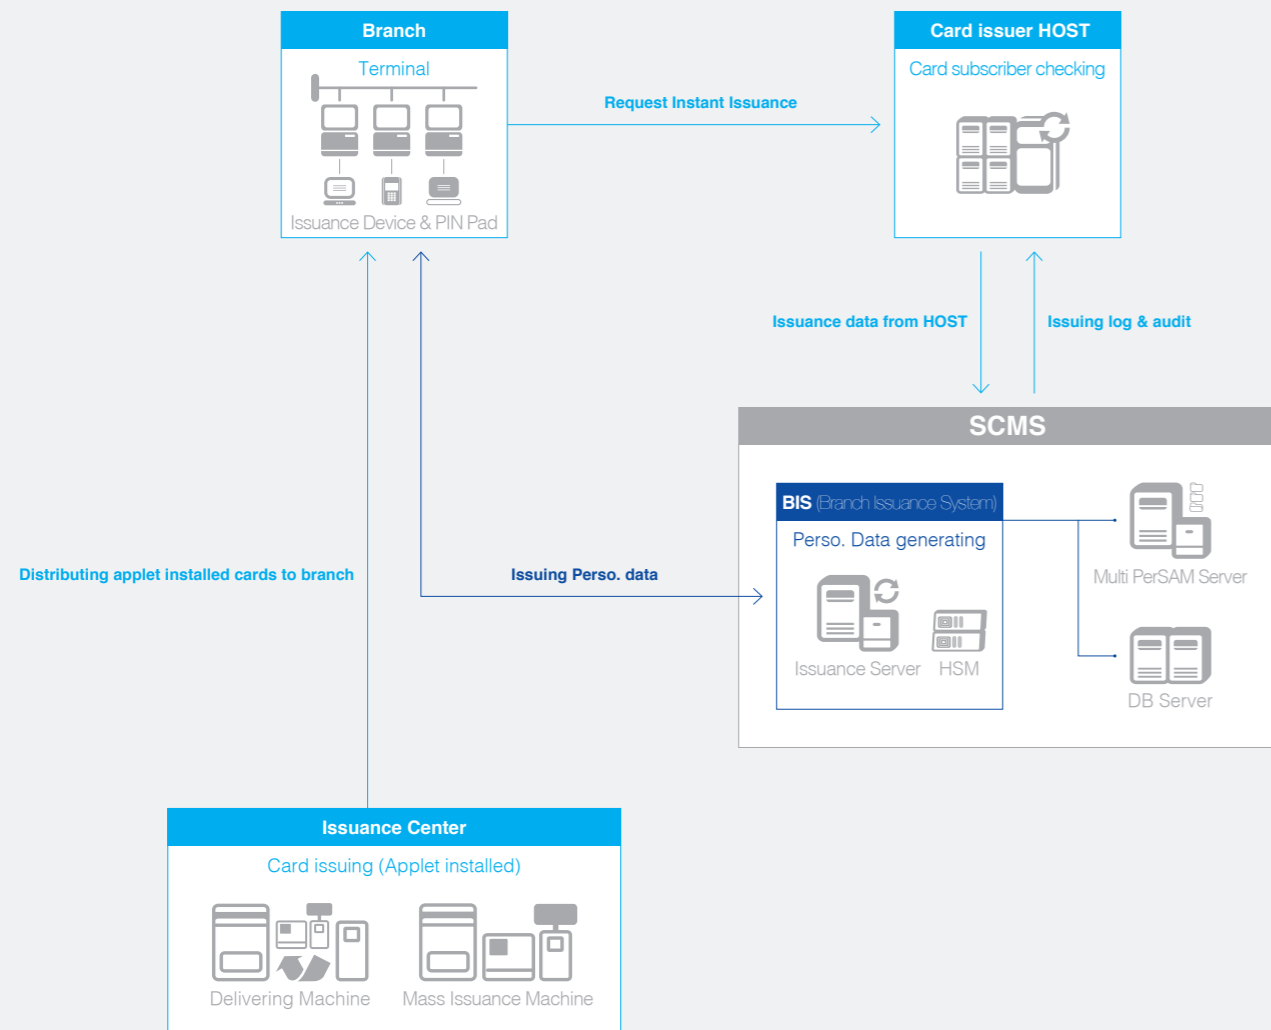 Branch
Terminal
Issuance Device & PIN Pad
Request Instant Issuance
Card issuer HOST
Card subscriber checking
Issuance data from HOST
Issuing log & audit
SCMS
BIS (Branch Issuance System)
Perso. Data generating
Issuance Server
HSM
Multi PerSAM Server
DB Server
Distributing applet installed cards to branch
Issuing Perso. data
Issuance Center
Card issuing (Applet installed)
Delivering Machine
Mass Issuance Machine